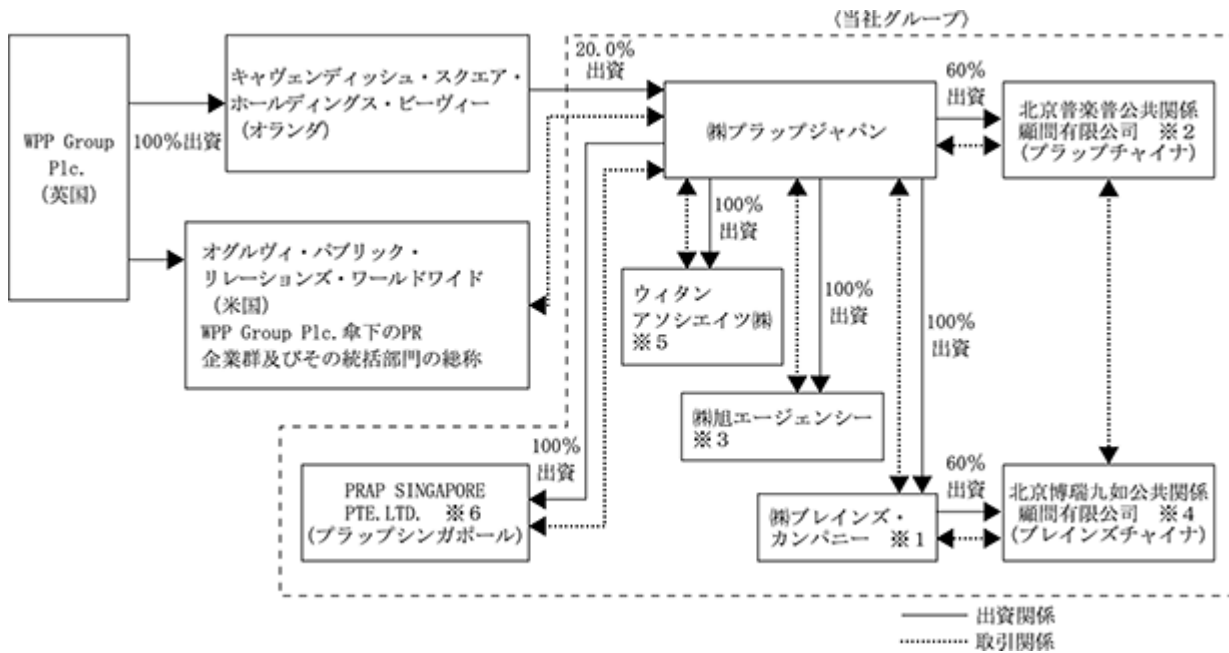 〈当社グループ〉
WPP Group
Plc.
(英国)
100%出資
キャヴェンディッシュ・スクエア・
ホールディングス・ビーヴィー
(オランダ)
20.0%
出資
㈱プラップジャパン
60%
出資
北京普楽普公共関係
顧問有限公司 ※2
(プラップチャイナ)
オグルヴィ・パブリック・
リレーションズ・ワールドワイド
(米国)
WPP Group Plc.傘下のPR
企業群及びその統括部門の総称
100%
出資
ウィタン
アソシエイツ㈱
※5
100%
出資
㈱旭エージェンシー
※3
100%
出資
100%
出資
PRAP SINGAPORE
PTE.LTD. ※6
(プラップシンガポール)
㈱ブレインズ・
カンパニー ※1
60%
出資
北京博瑞九如公共関係
顧問有限公司 ※4
(ブレインズチャイナ)
出資関係
取引関係